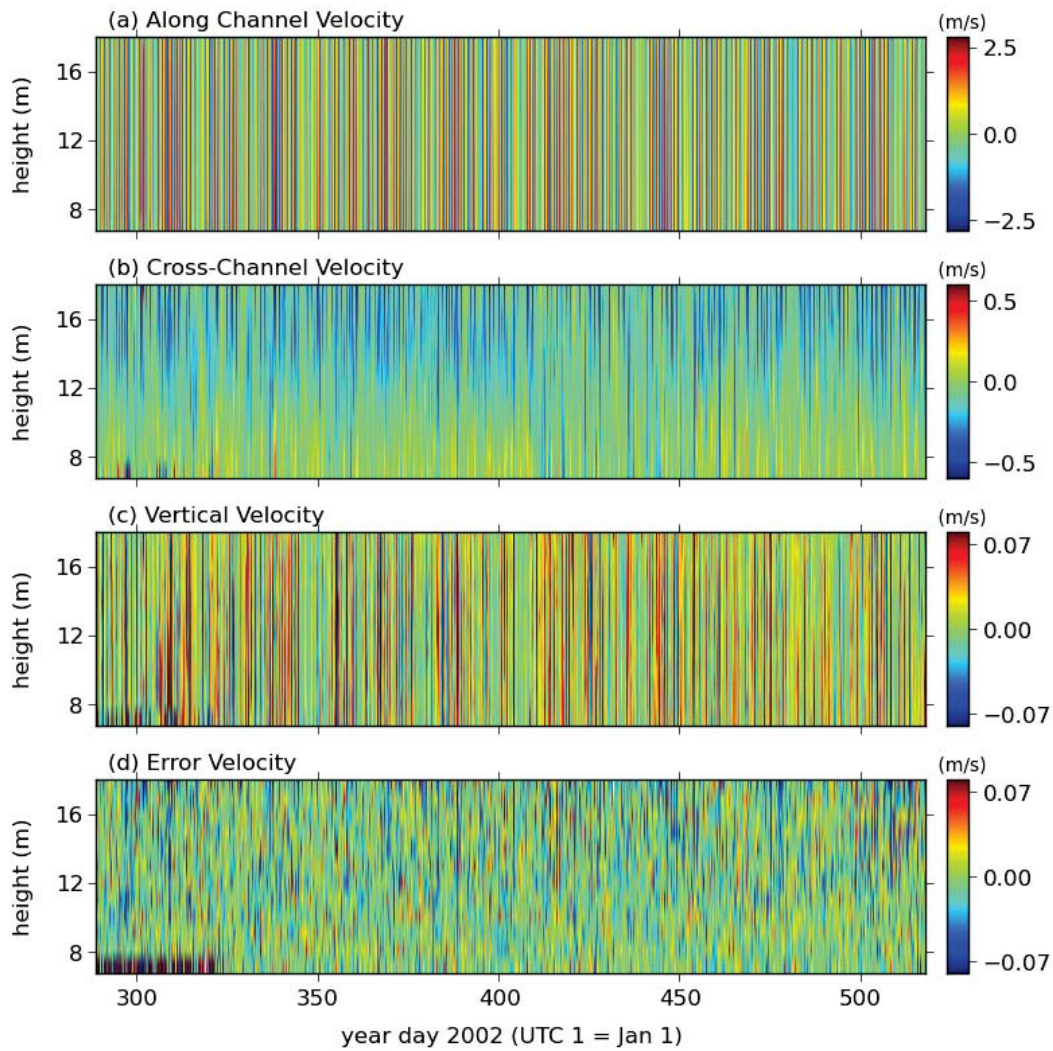 (a) Along Channel Velocity
(m/s)
height (m)
16
12
8
2.5
0.0
−2.5
(b) Cross-Channel Velocity
(m/s)
height (m)
16
12
8
0.5
0.0
−0.5
(c) Vertical Velocity
(m/s)
height (m)
16
12
8
0.07
0.00
−0.07
(d) Error Velocity
(m/s)
height (m)
16
12
8
0.07
0.00
−0.07
300 350 400 450 500
year day 2002 (UTC 1 = Jan 1)